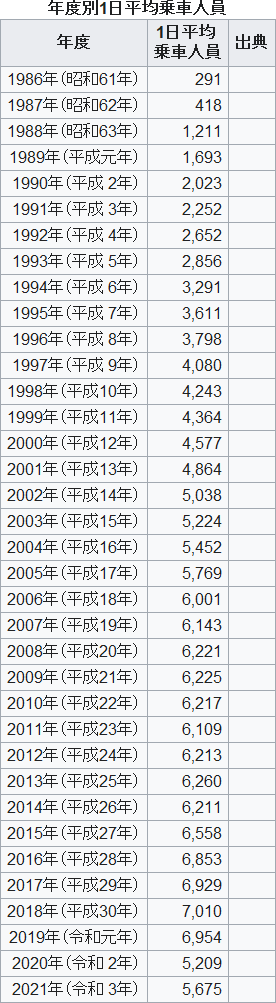 年度別1日平均乗車人員
年度 1日平均 出典
乗車人員
1986年(昭和61年) 291
1987年(昭和62年) 418
1988年(昭和63年) 1,211
1989年(平成元年) 1,693
1990年(平成 2年) 2,023
1991年(平成 3年) 2,252
1992年(平成 4年) 2,652
1993年(平成 5年) 2,856
1994年(平成 6年) 3,291
1995年(平成 7年) 3,611
1996年(平成 8年) 3,798
1997年(平成 9年) 4,080
1998年(平成10年) 4,243
1999年(平成11年) 4,364
2000年(平成12年) 4,577
2001年(平成13年) 4,864
2002年(平成14年) 5,038
2003年(平成15年) 5,224
2004年(平成16年) 5,452
2005年(平成17年) 5,769
2006年(平成18年) 6,001
2007年(平成19年) 6,143
2008年(平成20年) 6,221
2009年(平成21年) 6,225
2010年(平成22年) 6,217
2011年(平成23年) 6,109
2012年(平成24年) 6,213
2013年(平成25年) 6,260
2014年(平成26年) 6,211
2015年(平成27年) 6,558
2016年(平成28年) 6,853
2017年(平成29年) 6,929
2018年(平成30年) 7,010
2019年(令和元年) 6,954
2020年(令和 2年) 5,209
2021年(令和 3年) 5,675